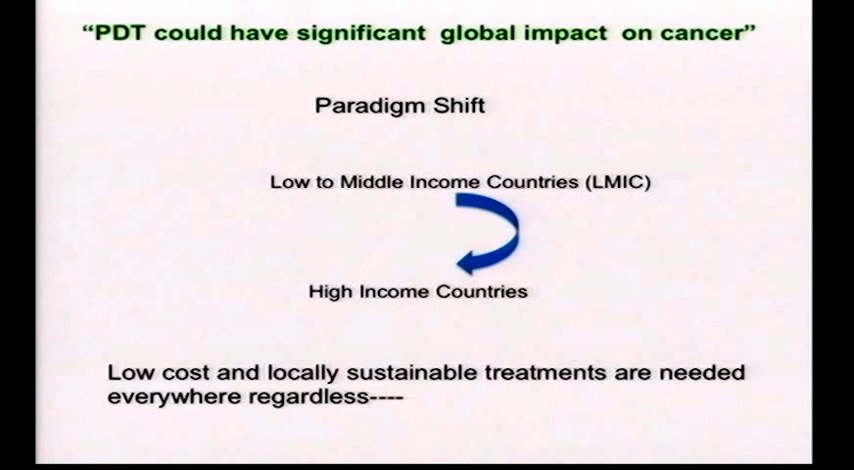 “PDT could have significant global impact on cancer”
Paradigm Shift
Low to Middle Income Countries (LMIC)
High Income Countries
Low cost and locally sustainable treatments are needed
everywhere regardless----